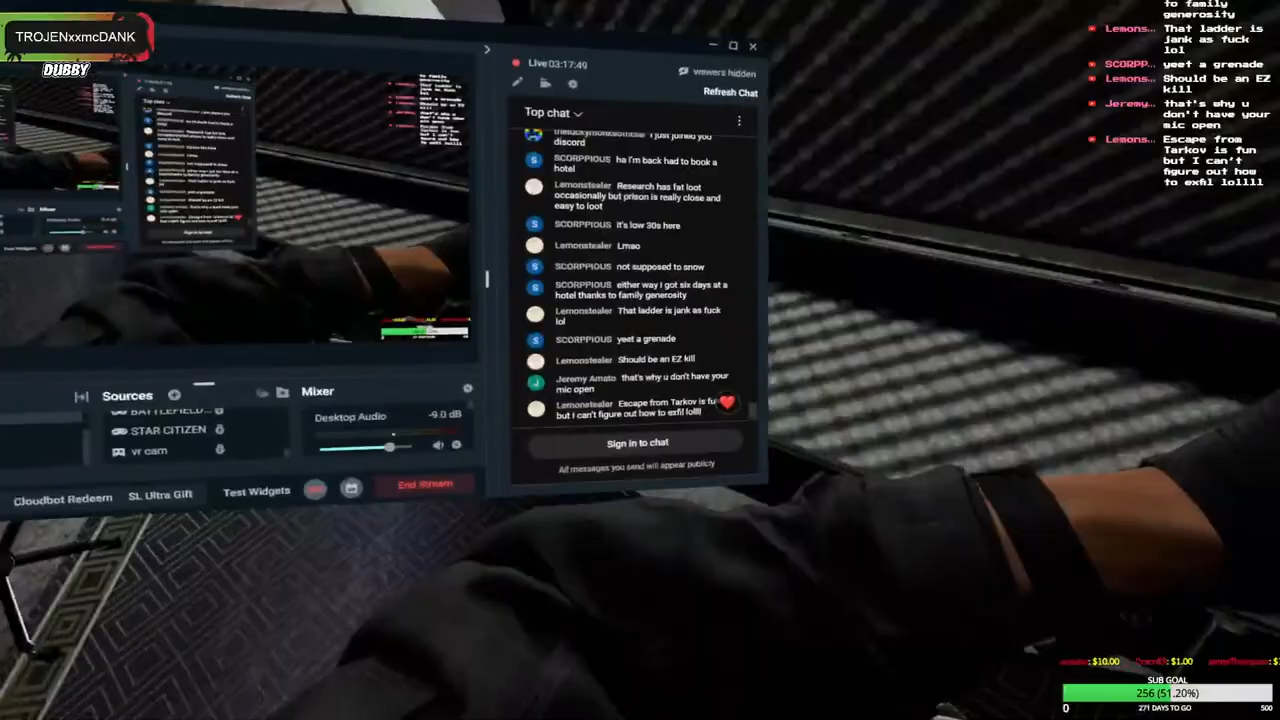 TROJENxxmcDANK
DUBBY
Live 03:17:49
viewers hidden
Refresh Chat
Top chat
I just joined you
discord
SCORPPIOUS ha I'm back had to book a
hotel
Lemonstealer Research has fat loot
occasionally but prison is really close and
easy to loot
SCORPPIOUS it's low 30s here
Lemonstealer Lmao
SCORPPIOUS not supposed to snow
SCORPPIOUS either way I got six days at a
hotel thanks to family generosity
Lemonstealer That ladder is jank as fuck
lol
SCORPPIOUS yeet a grenade
Lemonstealer Should be an EZ kill
Jeremy Amato that's why u don't have your
mic open
Lemonstealer Escape from Tarkov is fu
but I can't figure out how to exfil lollll
Sign in to chat
All messages you send will appear publicly
Sources
BATTLEFIELD...
STAR CITIZEN
vr cam
Mixer
Desktop Audio -9.0 dB
Cloudbot Redeem SL Ultra Gift Test Widgets End Stream
to family
generosity
Lemons... That ladder is
jank as fuck
lol
SCORPP... yeet a grenade
Lemons... Should be an EZ
kill
Jeremy... that's why u
don't have your
mic open
Lemons... Escape from
Tarkov is fun
but I can't
figure out how
to exfil lollll
: $10.00 : $1.00
SUB GOAL
256 (51.20%)
0 271 DAYS TO GO 500